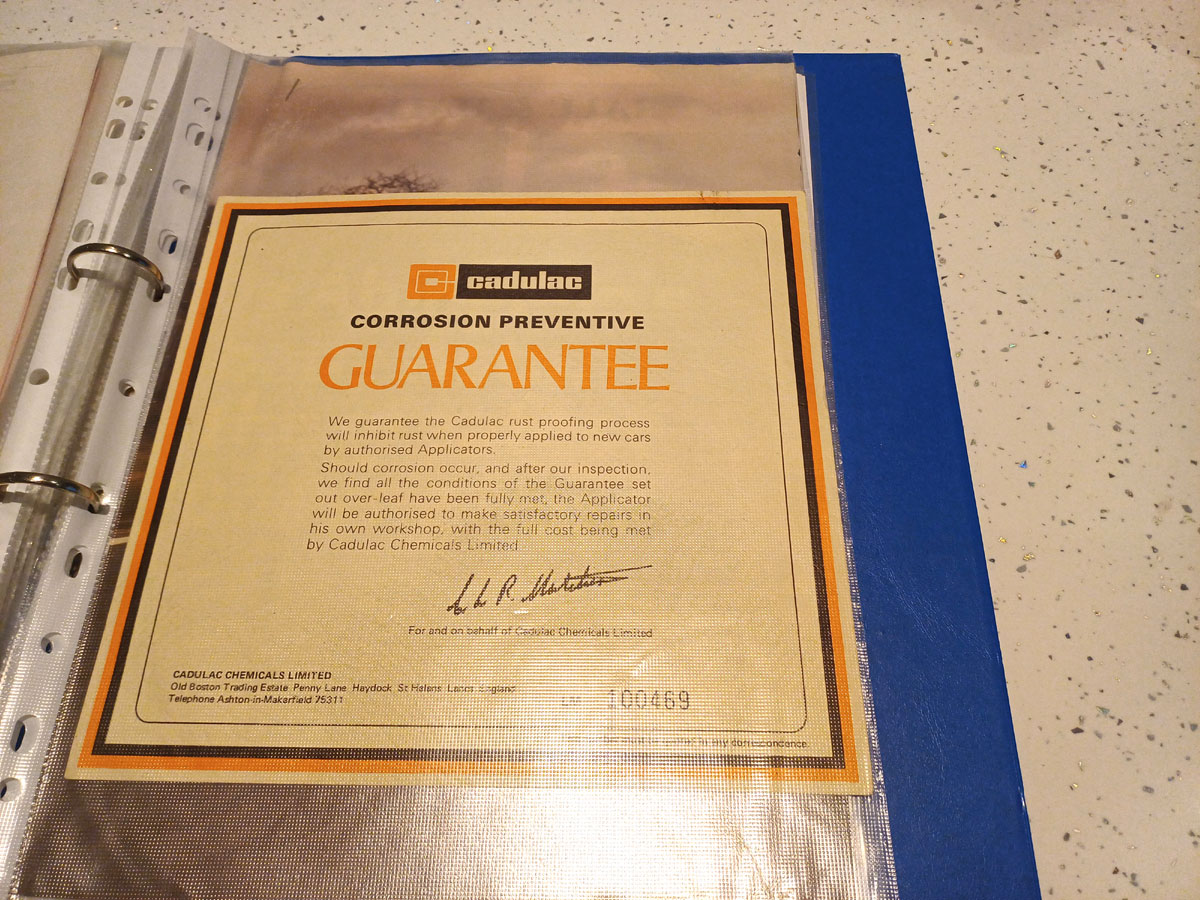 cadulac
CORROSION PREVENTIVE
GUARANTEE
We guarantee the Cadulac rust proofing process
will inhibit rust when properly applied to new cars
by authorised Applicators.
Should corrosion occur, and after our inspection,
we find all the conditions of the Guarantee set
out over-leaf have been fully met, the Applicator
will be authorised to make satisfactory repairs in
his own workshop, with the full cost being met
by Cadulac Chemicals Limited
For and on behalf of Cadulac Chemicals Limited
CADULAC CHEMICALS LIMITED
Old Boston Trading Estate Penny Lane Haydock St Helens Lancs England
Telephone Ashton-in-Makerfield 75311
100469
in any correspondence.